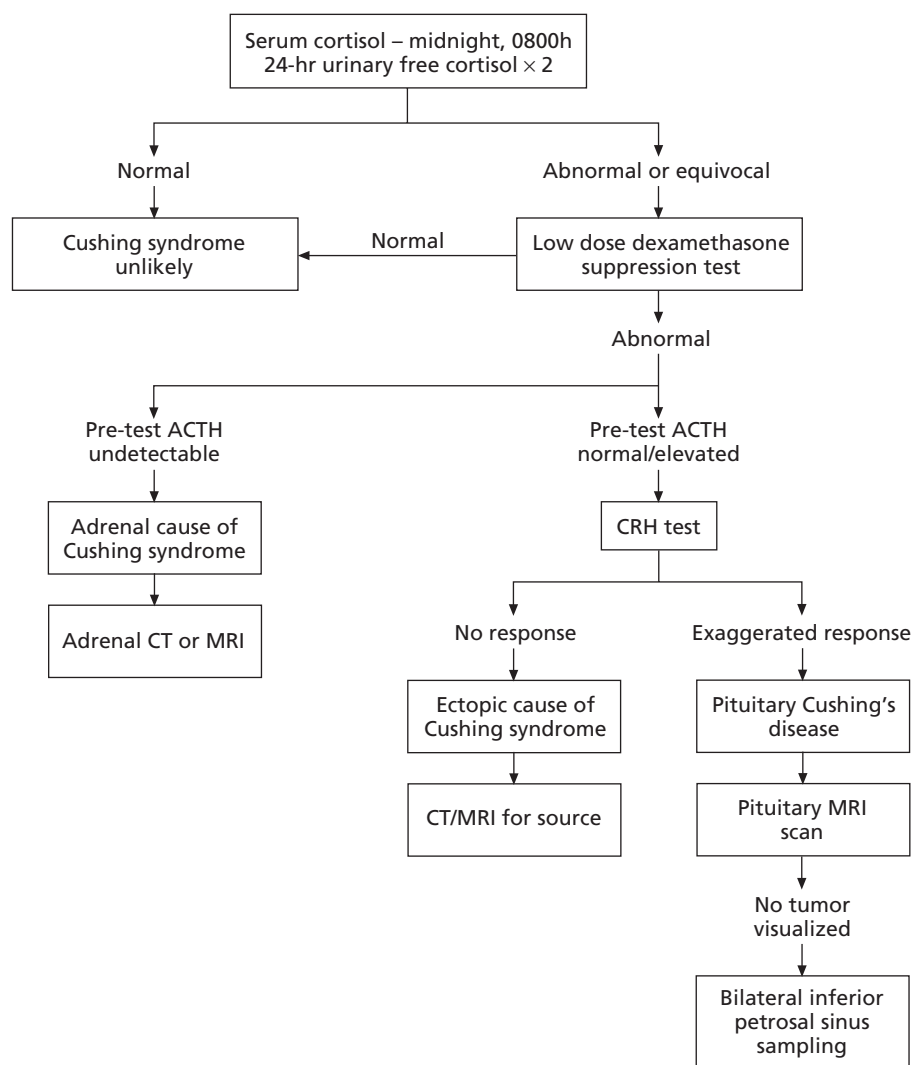 Serum cortisol – midnight, 0800h
24-hr urinary free cortisol × 2
Normal
Abnormal or equivocal
Cushing syndrome
unlikely
Normal
Low dose dexamethasone
suppression test
Abnormal
Pre-test ACTH
undetectable
Pre-test ACTH
normal/elevated
Adrenal cause of
Cushing syndrome
CRH test
Adrenal CT or MRI
No response
Exaggerated response
Ectopic cause of
Cushing syndrome
Pituitary Cushing's
disease
CT/MRI for source
Pituitary MRI
scan
No tumor
visualized
Bilateral inferior
petrosal sinus
sampling